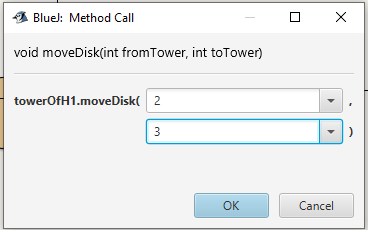 BlueJ: Method Call
void moveDisk(int fromTower, int toTower)
towerOfH1.moveDisk( 2 ,
3 )
OK Cancel